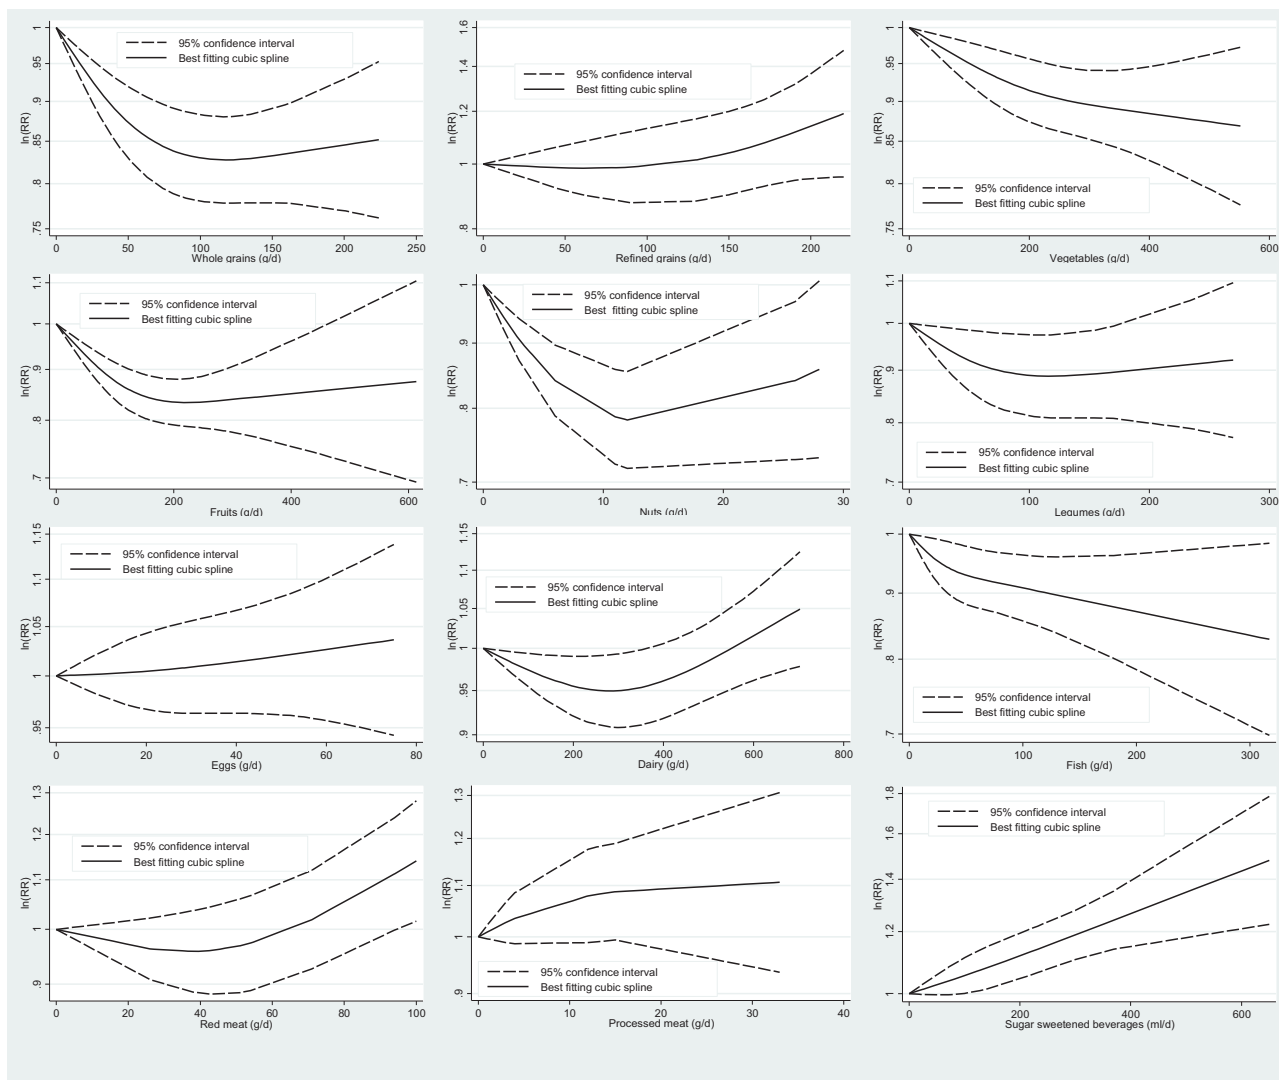 ln(RR)
1
.95
.9
.85
.8
.75
95% confidence interval
Best fitting cubic spline
0 50 100 150 200 250
Whole grains (g/d)
ln(RR)
1.6
1.4
1.2
1
.8
95% confidence interval
Best fitting cubic spline
0 50 100 150 200
Refined grains (g/d)
ln(RR)
1
.95
.9
.85
.8
.75
95% confidence interval
Best fitting cubic spline
0 200 400 600
Vegetables (g/d)
ln(RR)
1.1
1
.9
.8
.7
95% confidence interval
Best fitting cubic spline
0 200 400 600
Fruits (g/d)
ln(RR)
1
.9
.8
.7
95% confidence interval
Best fitting cubic spline
0 10 20 30
Nuts (g/d)
ln(RR)
1.1
1
.9
.8
.7
95% confidence interval
Best fitting cubic spline
0 100 200 300
Legumes (g/d)
ln(RR)
1.15
1.1
1.05
1
.95
95% confidence interval
Best fitting cubic spline
0 20 40 60 80
Eggs (g/d)
ln(RR)
1.15
1.1
1.05
1
.95
.9
95% confidence interval
Best fitting cubic spline
0 200 400 600 800
Dairy (g/d)
ln(RR)
1
.9
.8
.7
95% confidence interval
Best fitting cubic spline
0 100 200 300
Fish (g/d)
ln(RR)
1.3
1.2
1.1
1
.9
95% confidence interval
Best fitting cubic spline
0 20 40 60 80 100
Red meat (g/d)
ln(RR)
1.3
1.2
1.1
1
.9
95% confidence interval
Best fitting cubic spline
0 10 20 30 40
Processed meat (g/d)
ln(RR)
1.8
1.6
1.4
1.2
1
95% confidence interval
Best fitting cubic spline
0 200 400 600
Sugar sweetened beverages (ml/d)